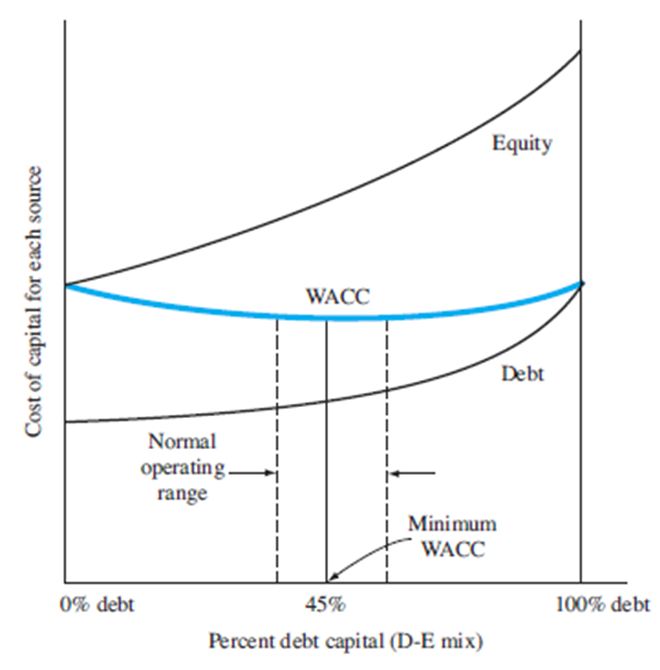 Cost of capital for each source
Equity
WACC
Debt
Normal
operating
range
Minimum
WACC
0% debt
45%
100% debt
Percent debt capital (D-E mix)